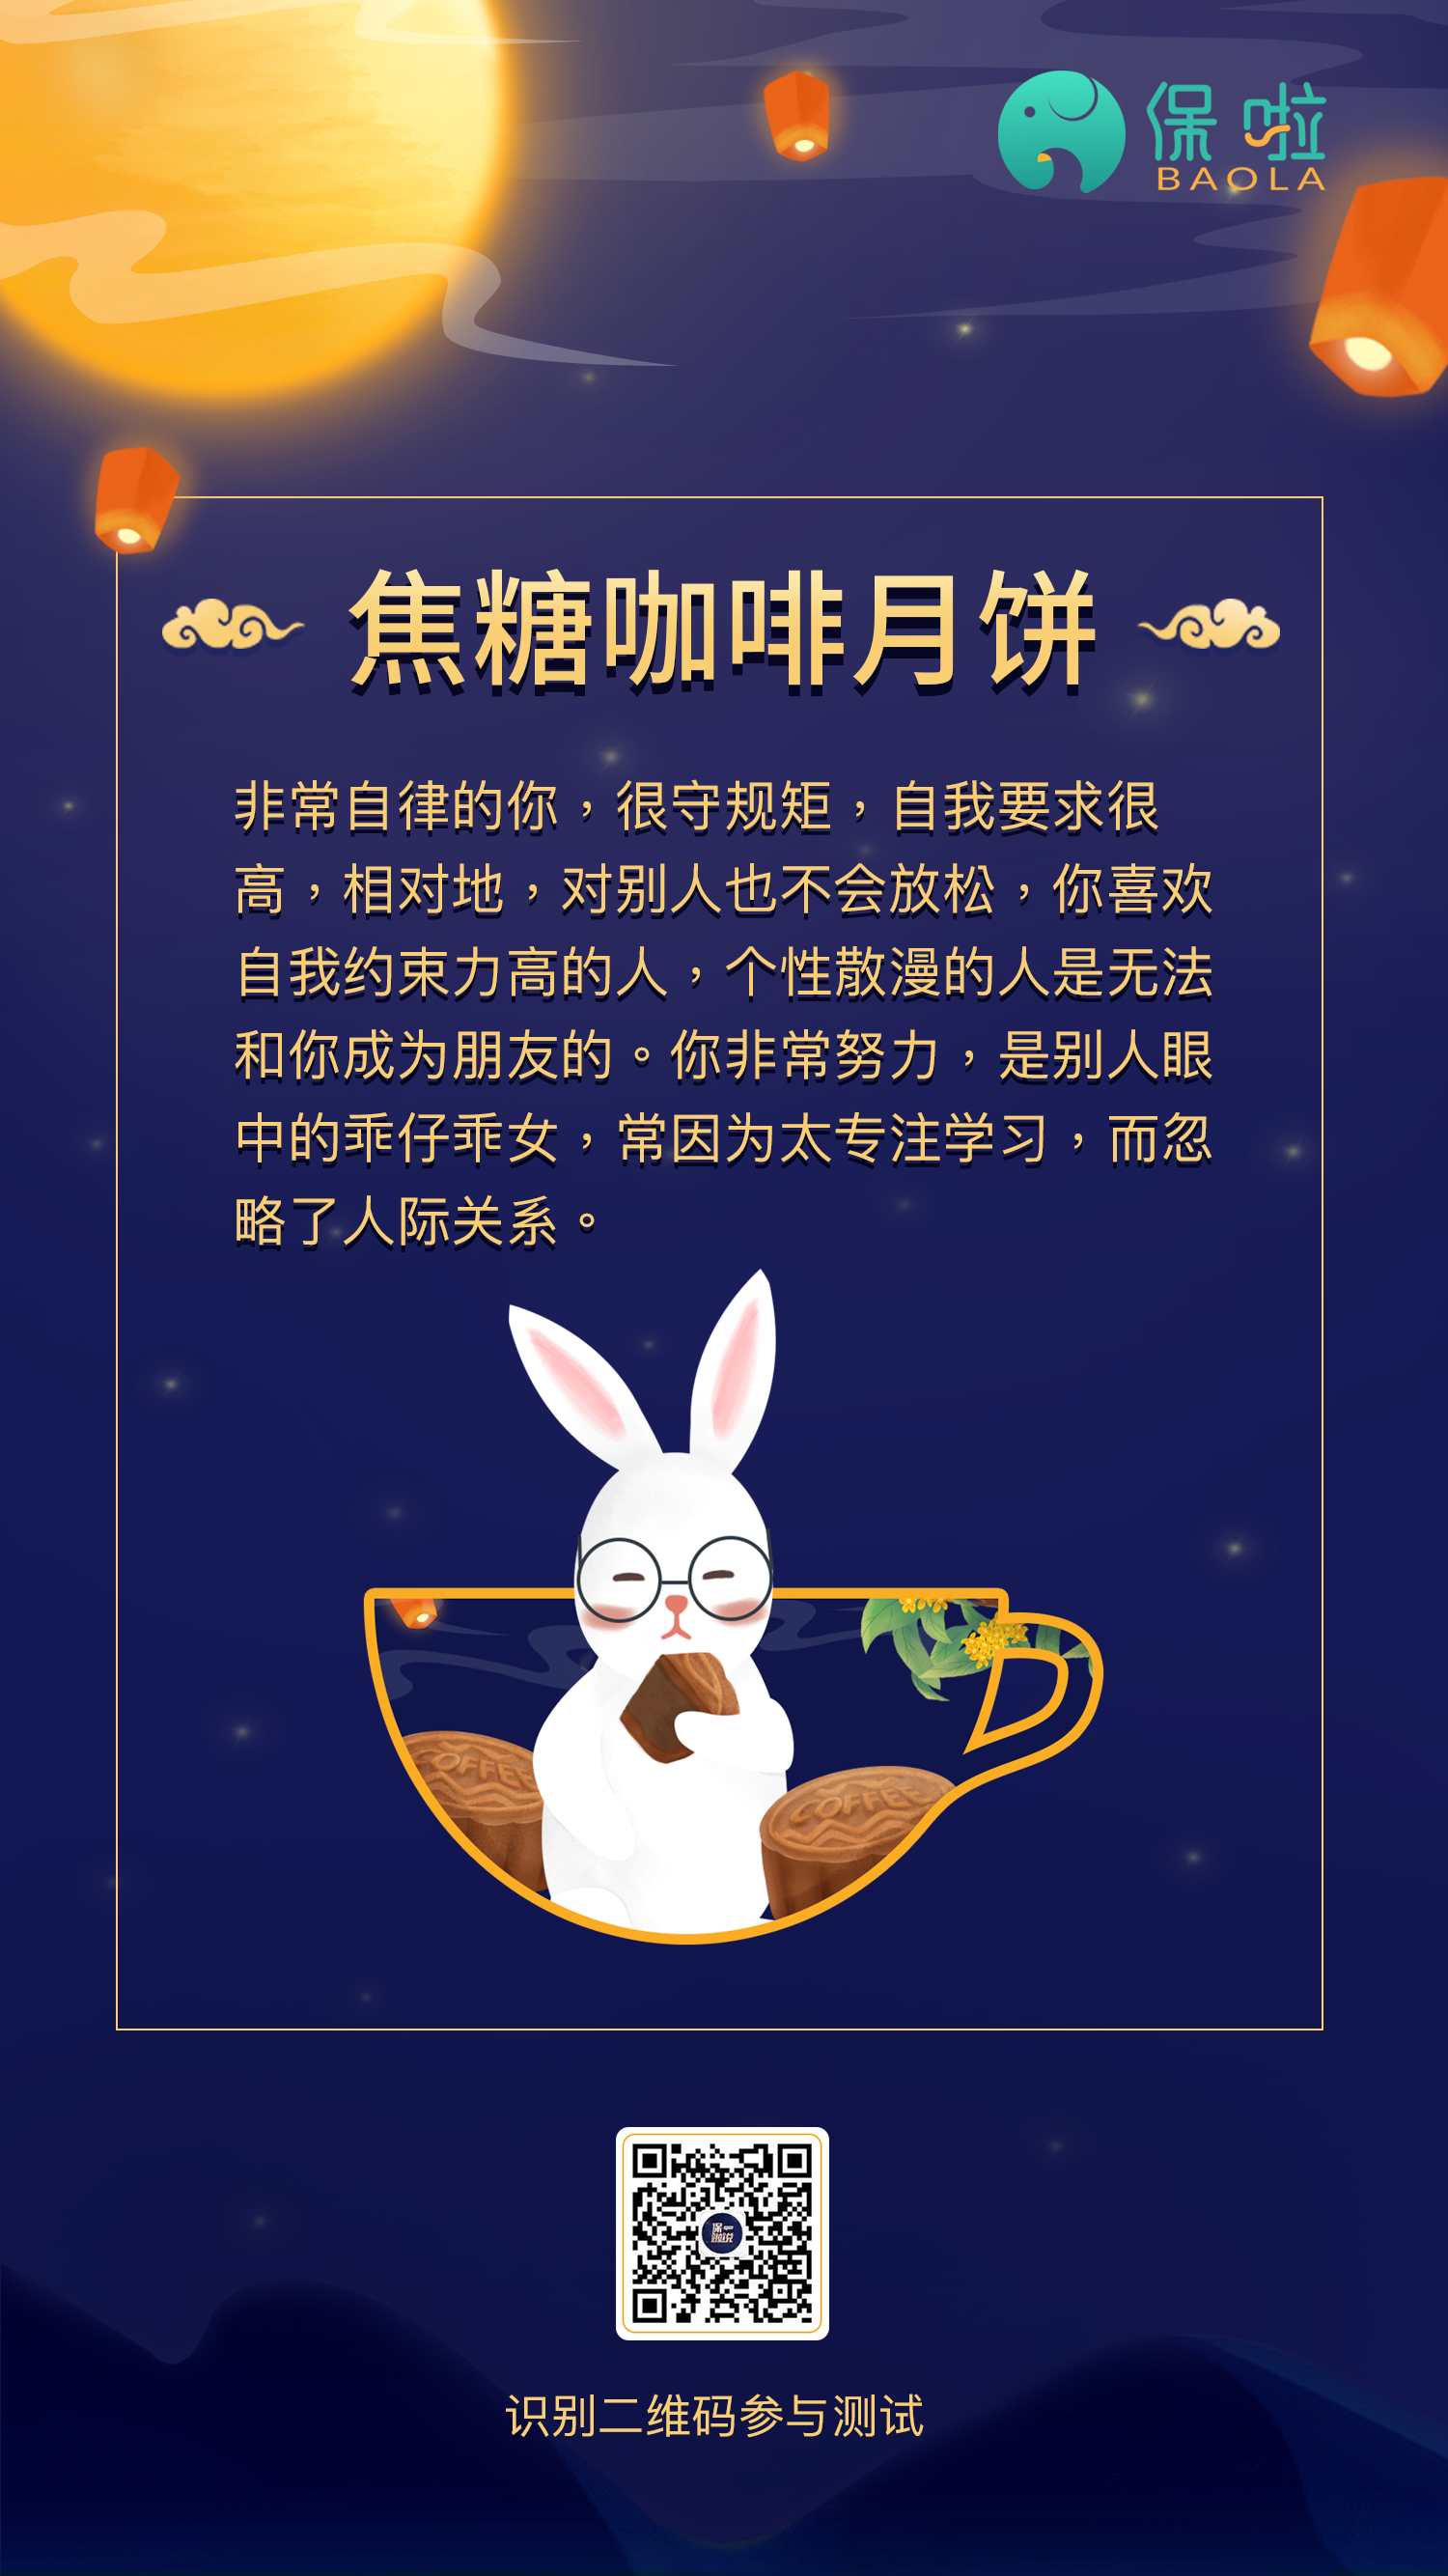 保啦
BAOLA
焦糖咖啡月饼
非常自律的你，很守规矩，自我要求很
高，相对地，对别人也不会放松，你喜欢
自我约束力高的人，个性散漫的人是无法
和你成为朋友的。你非常努力，是别人眼
中的乖仔乖女，常因为太专注学习，而忽
略了人际关系。
COFFEE
COFFEE
识别二维码参与测试